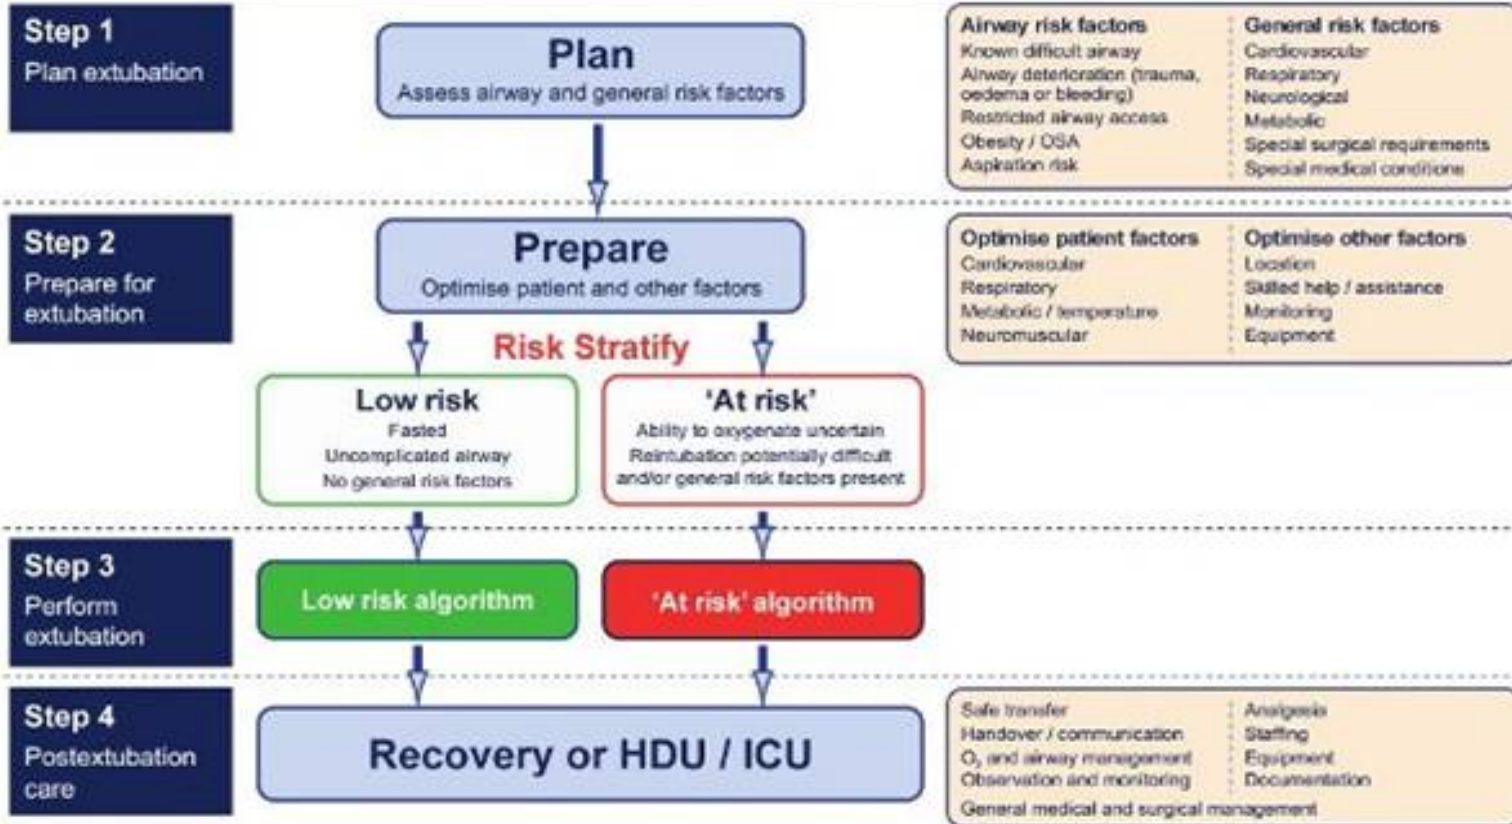 Step 1
Plan extubation
Plan
Assess airway and general risk factors
Airway risk factors
Known difficult airway
Airway deterioration (trauma,
oedema or bleeding)
Restricted airway access
Obesity / OSA
Aspiration risk
General risk factors
Cardiovascular
Respiratory
Neurological
Metabolic
Special surgical requirements
Special medical conditions
Step 2
Prepare for
extubation
Prepare
Optimise patient and other factors
Optimise patient factors
Cardiovascular
Respiratory
Metabolic / temperature
Neuromuscular
Optimise other factors
Location
Skilled help / assistance
Monitoring
Equipment
Risk Stratify
Low risk
Fasted
Uncomplicated airway
No general risk factors
'At risk'
Ability to oxygenate uncertain
Reintubation potentially difficult
and/or general risk factors present
Step 3
Perform
extubation
Low risk algorithm
'At risk' algorithm
Step 4
Postextubation
care
Recovery or HDU / ICU
Safe transfer
Handover / communication
O₂ and airway management
Observation and monitoring
Analgesia
Staffing
Equipment
Documentation
General medical and surgical management